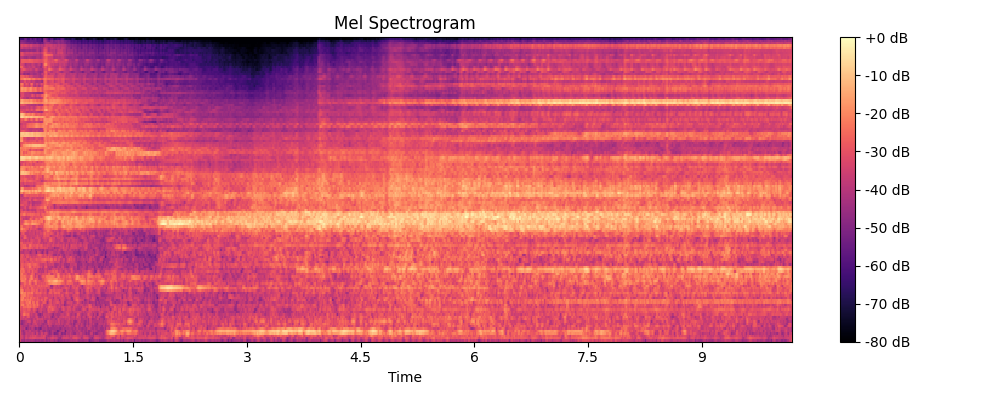 Mel Spectrogram
+0 dB
-10 dB
-20 dB
-30 dB
-40 dB
-50 dB
-60 dB
-70 dB
-80 dB
0 1.5 3 4.5 6 7.5 9
Time